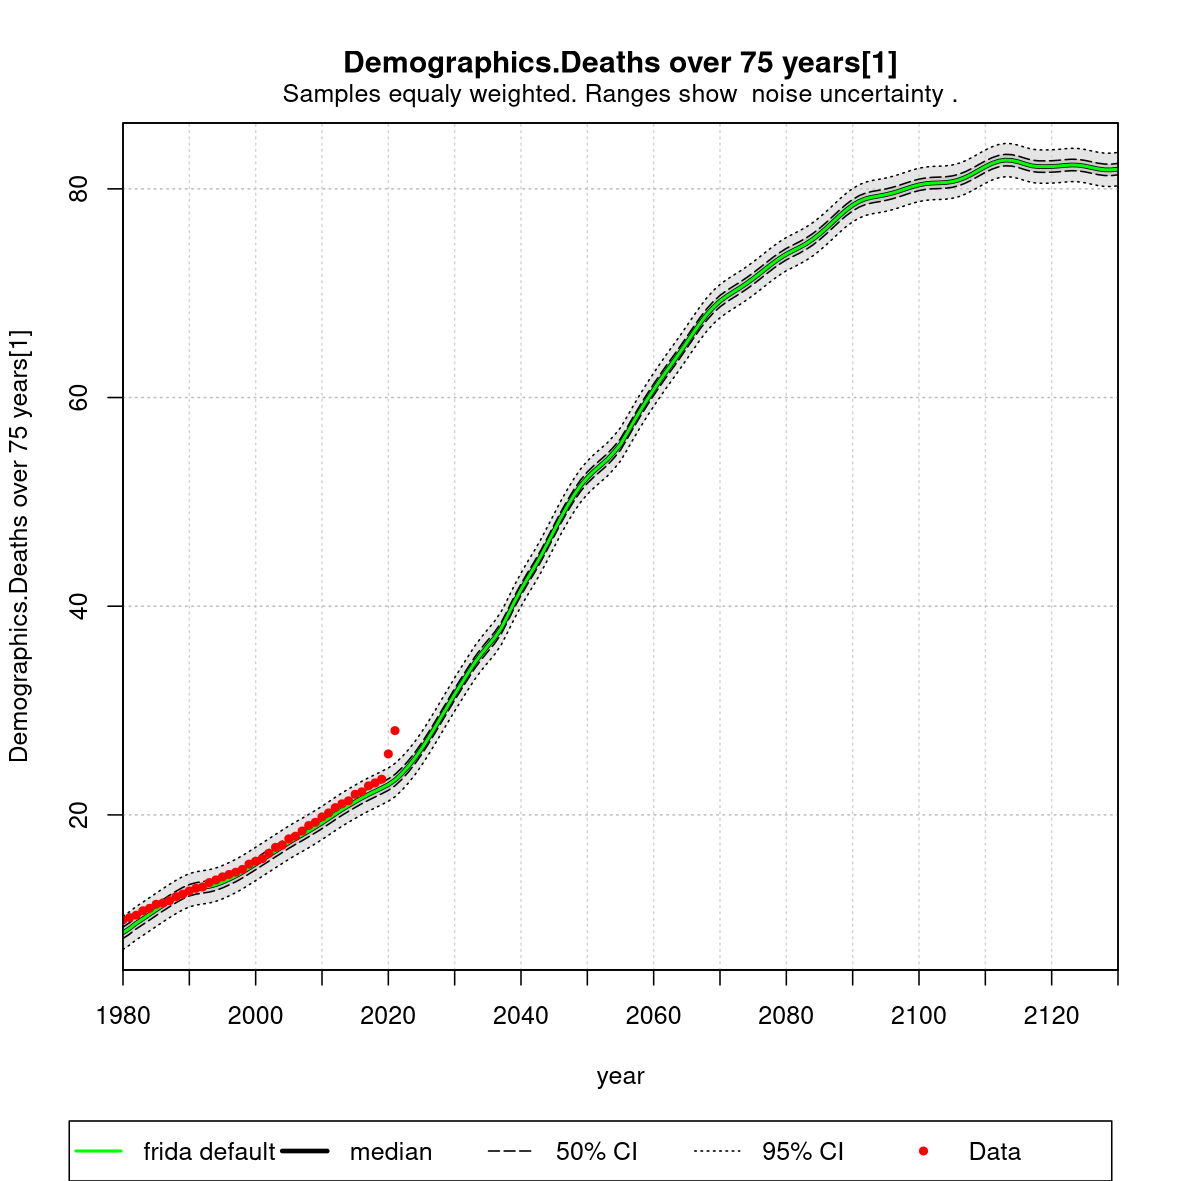 Demographics.Deaths over 75 years[1]
Samples equaly weighted. Ranges show  noise uncertainty .
Demographics.Deaths over 75 years[1]
80
60
40
20
1980 2000 2020 2040 2060 2080 2100 2120
year
frida default median 50% CI 95% CI Data